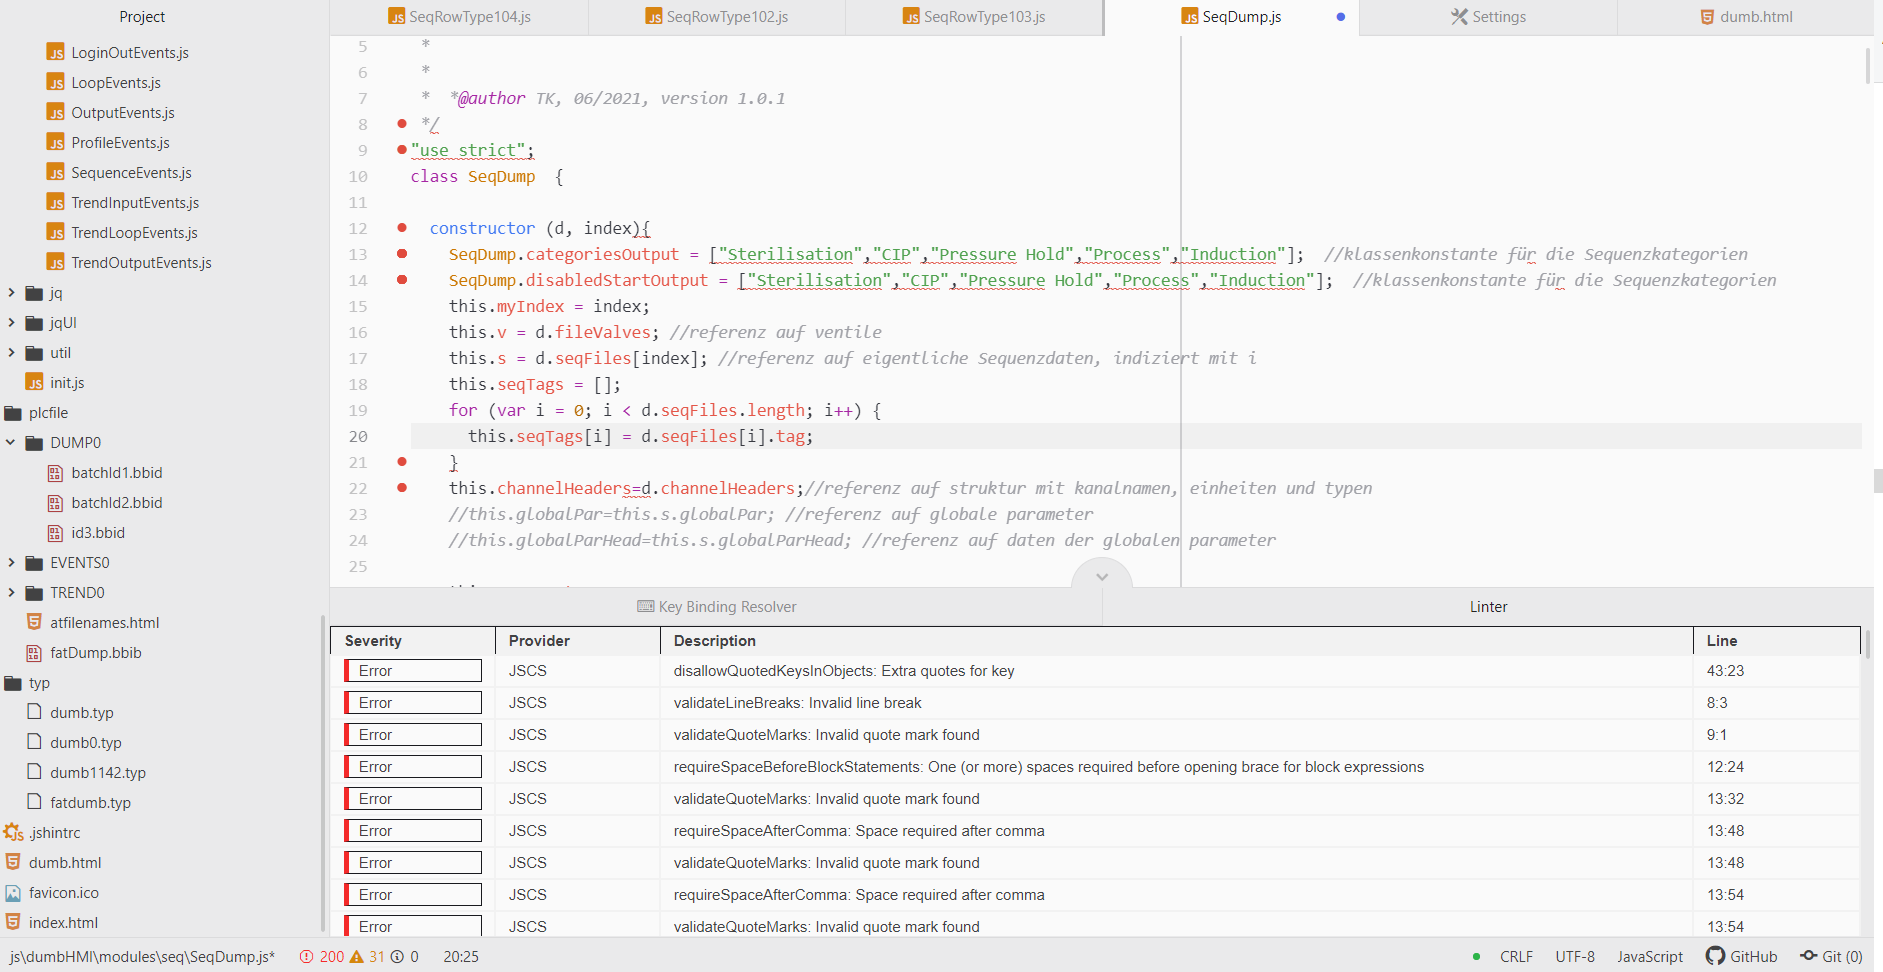 Project
LoginOutEvents.js
LoopEvents.js
OutputEvents.js
ProfileEvents.js
SequenceEvents.js
TrendInputEvents.js
TrendLoopEvents.js
TrendOutputEvents.js
jq
jqUI
util
init.js
plcfile
DUMP0
batchId1.bbid
batchId2.bbid
id3.bbid
EVENTS0
TREND0
atfilenames.html
fatDump.bbib
typ
dumb.typ
dumb0.typ
dumb1142.typ
fatdumb.typ
.jshintrc
dumb.html
favicon.ico
index.html
SeqRowType104.js
SeqRowType102.js
SeqRowType103.js
SeqDump.js
Settings
dumb.html
5 *
6 *
7 * *@author TK, 06/2021, version 1.0.1
8 */
9 "use strict";
10 class SeqDump {
11
12 constructor (d, index){
13 SeqDump.categoriesOutput = ["Sterilisation","CIP","Pressure Hold","Process","Induction"]; //klassenkonstante für die Sequenzkategorien
14 SeqDump.disabledStartOutput = ["Sterilisation","CIP","Pressure Hold","Process","Induction"]; //klassenkonstante für die Sequenzkategorien
15 this.myIndex = index;
16 this.v = d.fileValves; //referenz auf ventile
17 this.s = d.seqFiles[index]; //referenz auf eigentliche Sequenzdaten, indiziert mit i
18 this.seqTags = [];
19 for (var i = 0; i < d.seqFiles.length; i++) {
20 this.seqTags[i] = d.seqFiles[i].tag;
21 }
22 this.channelHeaders=d.channelHeaders;//referenz auf struktur mit kanalnamen, einheiten und typen
23 //this.globalPar=this.s.globalPar; //referenz auf globale parameter
24 //this.globalParHead=this.s.globalParHead; //referenz auf daten der globalen parameter
25
Key Binding Resolver
Linter
Severity Provider Description Line
Error JSCS disallowQuotedKeysInObjects: Extra quotes for key 43:23
Error JSCS validateLineBreaks: Invalid line break 8:3
Error JSCS validateQuoteMarks: Invalid quote mark found 9:1
Error JSCS requireSpaceBeforeBlockStatements: One (or more) spaces required before opening brace for block expressions 12:24
Error JSCS validateQuoteMarks: Invalid quote mark found 13:32
Error JSCS requireSpaceAfterComma: Space required after comma 13:48
Error JSCS validateQuoteMarks: Invalid quote mark found 13:48
Error JSCS requireSpaceAfterComma: Space required after comma 13:54
Error JSCS validateQuoteMarks: Invalid quote mark found 13:54
js\dumbHMI\modules\seq\SeqDump.js* 200 31 0 20:25 CRLF UTF-8 JavaScript GitHub Git (0)